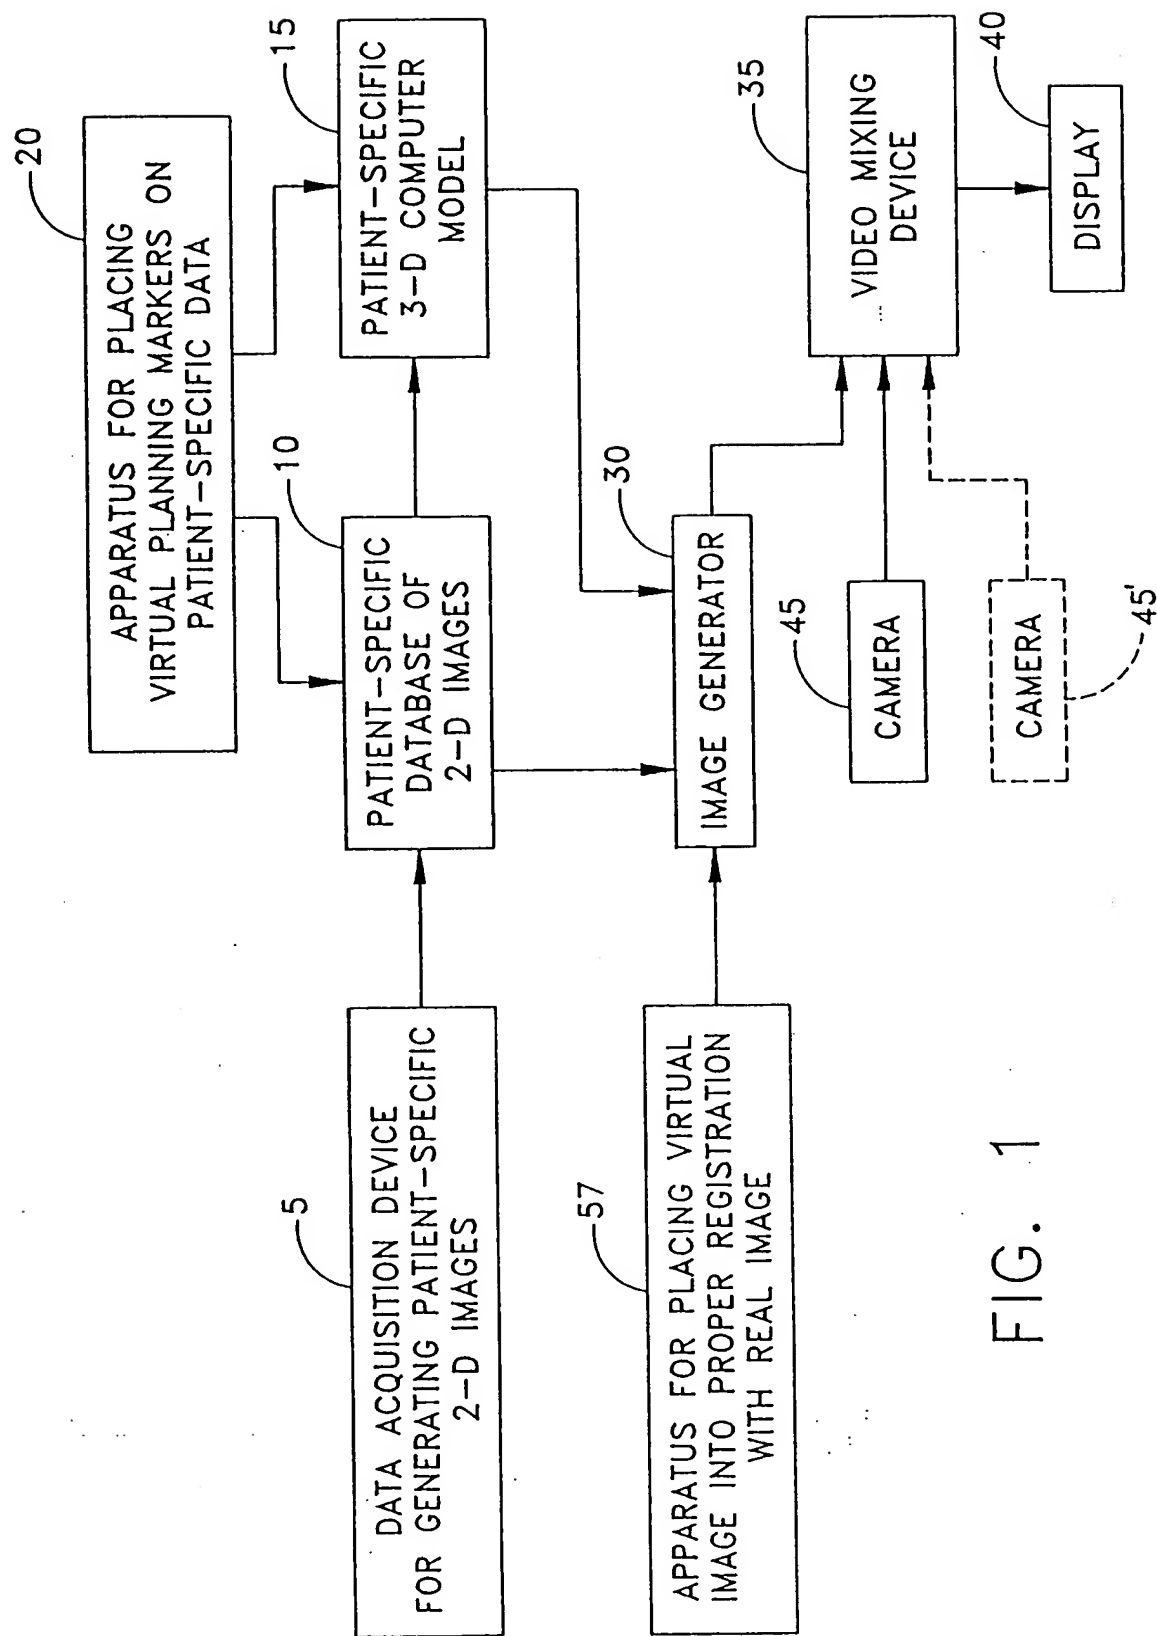 20
APPARATUS FOR PLACING
VIRTUAL PLANNING MARKERS ON
PATIENT-SPECIFIC DATA
5
DATA ACQUISITION DEVICE
FOR GENERATING PATIENT-SPECIFIC
2-D IMAGES
10
PATIENT-SPECIFIC
DATABASE OF
2-D IMAGES
15
PATIENT-SPECIFIC
3-D COMPUTER
MODEL
57
APPARATUS FOR PLACING VIRTUAL
IMAGE INTO PROPER REGISTRATION
WITH REAL IMAGE
30
IMAGE GENERATOR
35
VIDEO MIXING
DEVICE
45
CAMERA
40
DISPLAY
CAMERA
45'
FIG. 1